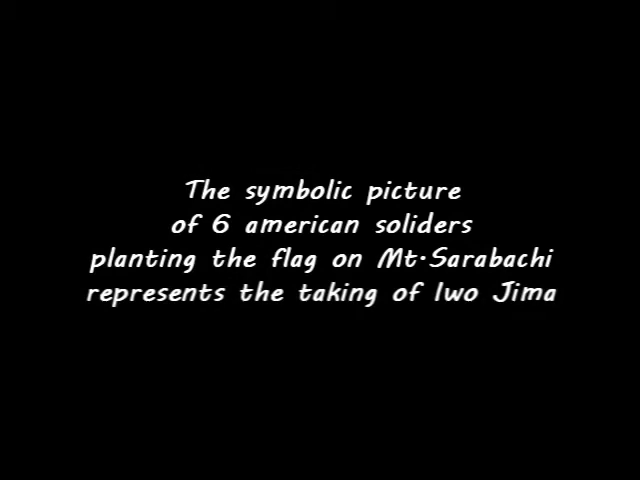 The symbolic picture
of 6 american soliders
planting the flag on Mt.Sarabachi
represents the taking of Iwo Jima